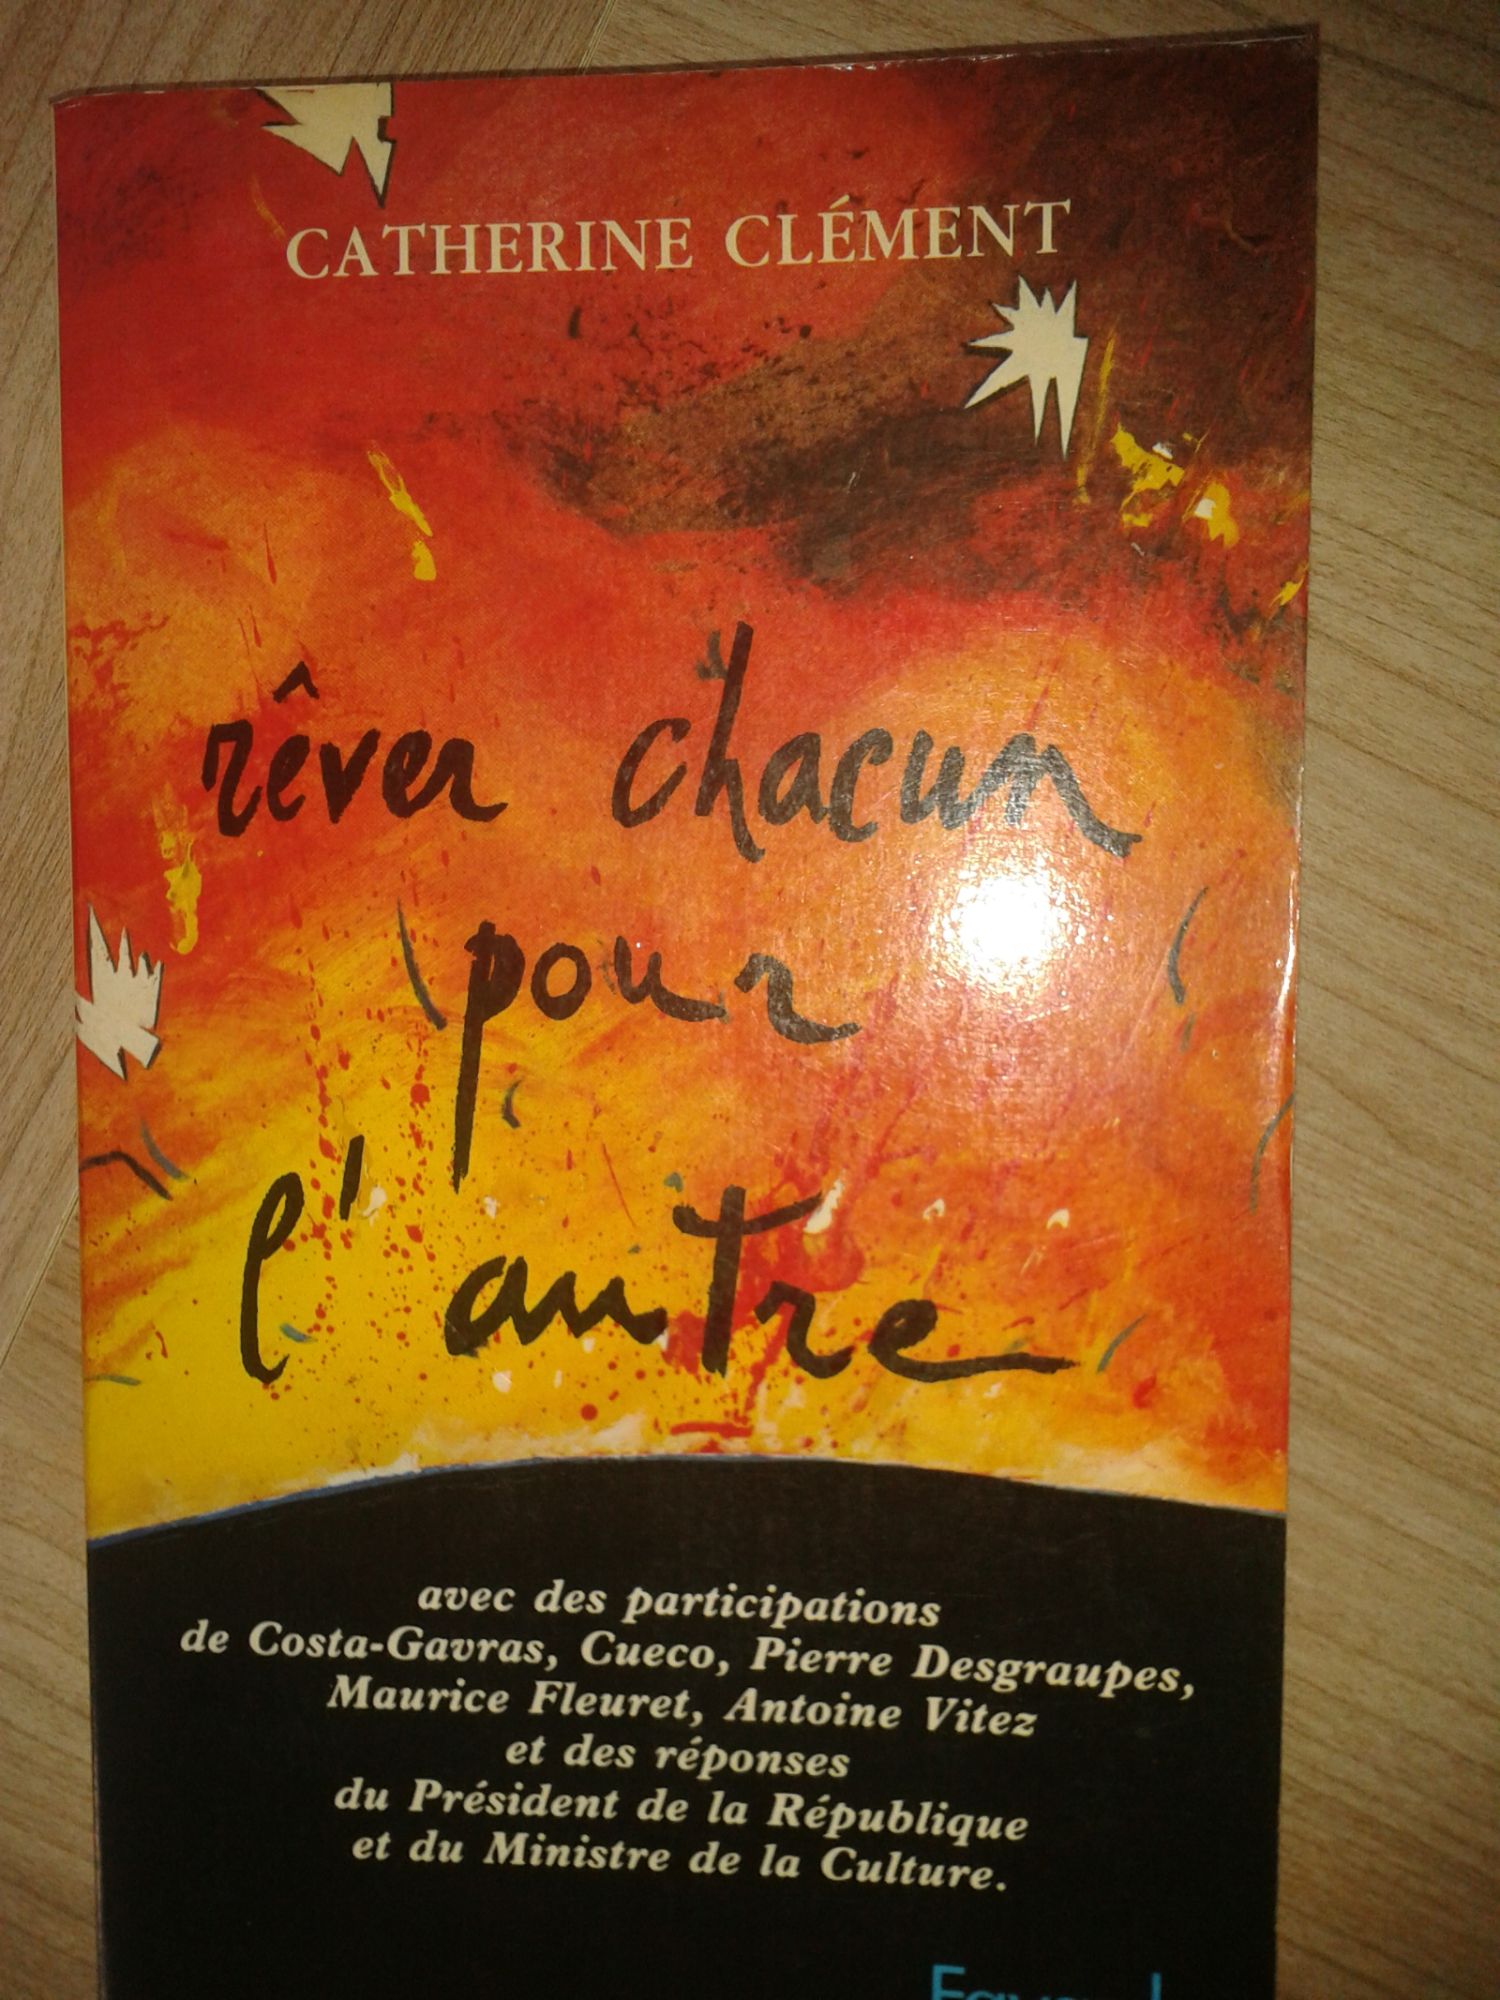 CATHERINE CLÉMENT
rêver chacun
pour
l'autre
avec des participations
de Costa-Gavras, Cueco, Pierre Desgraupes,
Maurice Fleuret, Antoine Vitez
et des réponses
du Président de la République
et du Ministre de la Culture.
Fayard